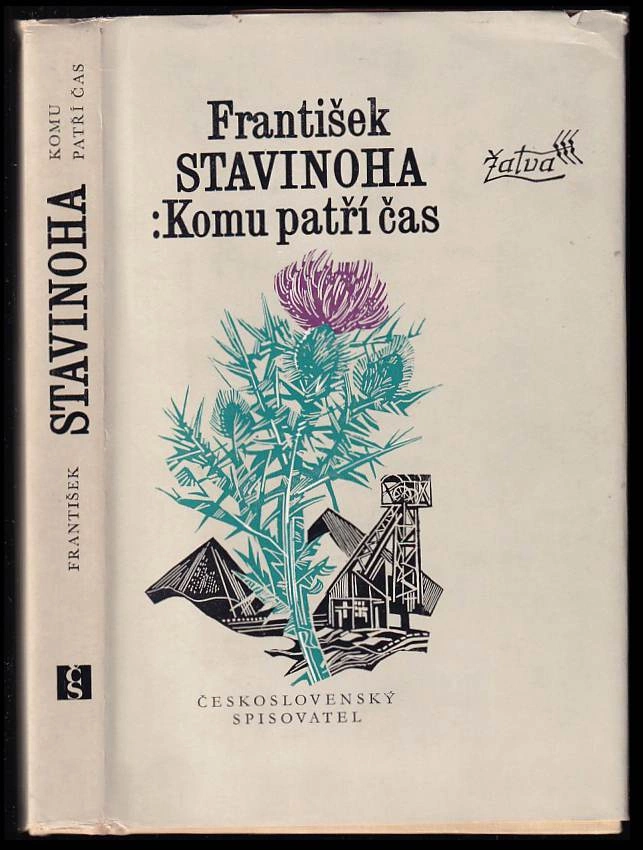 František
STAVINOHA
:Komu patří čas
Žatva
ČESKOSLOVENSKÝ
SPISOVATEL
FRANTIŠEK
STAVINOHA
KOMU
PATŘÍ ČAS
čs